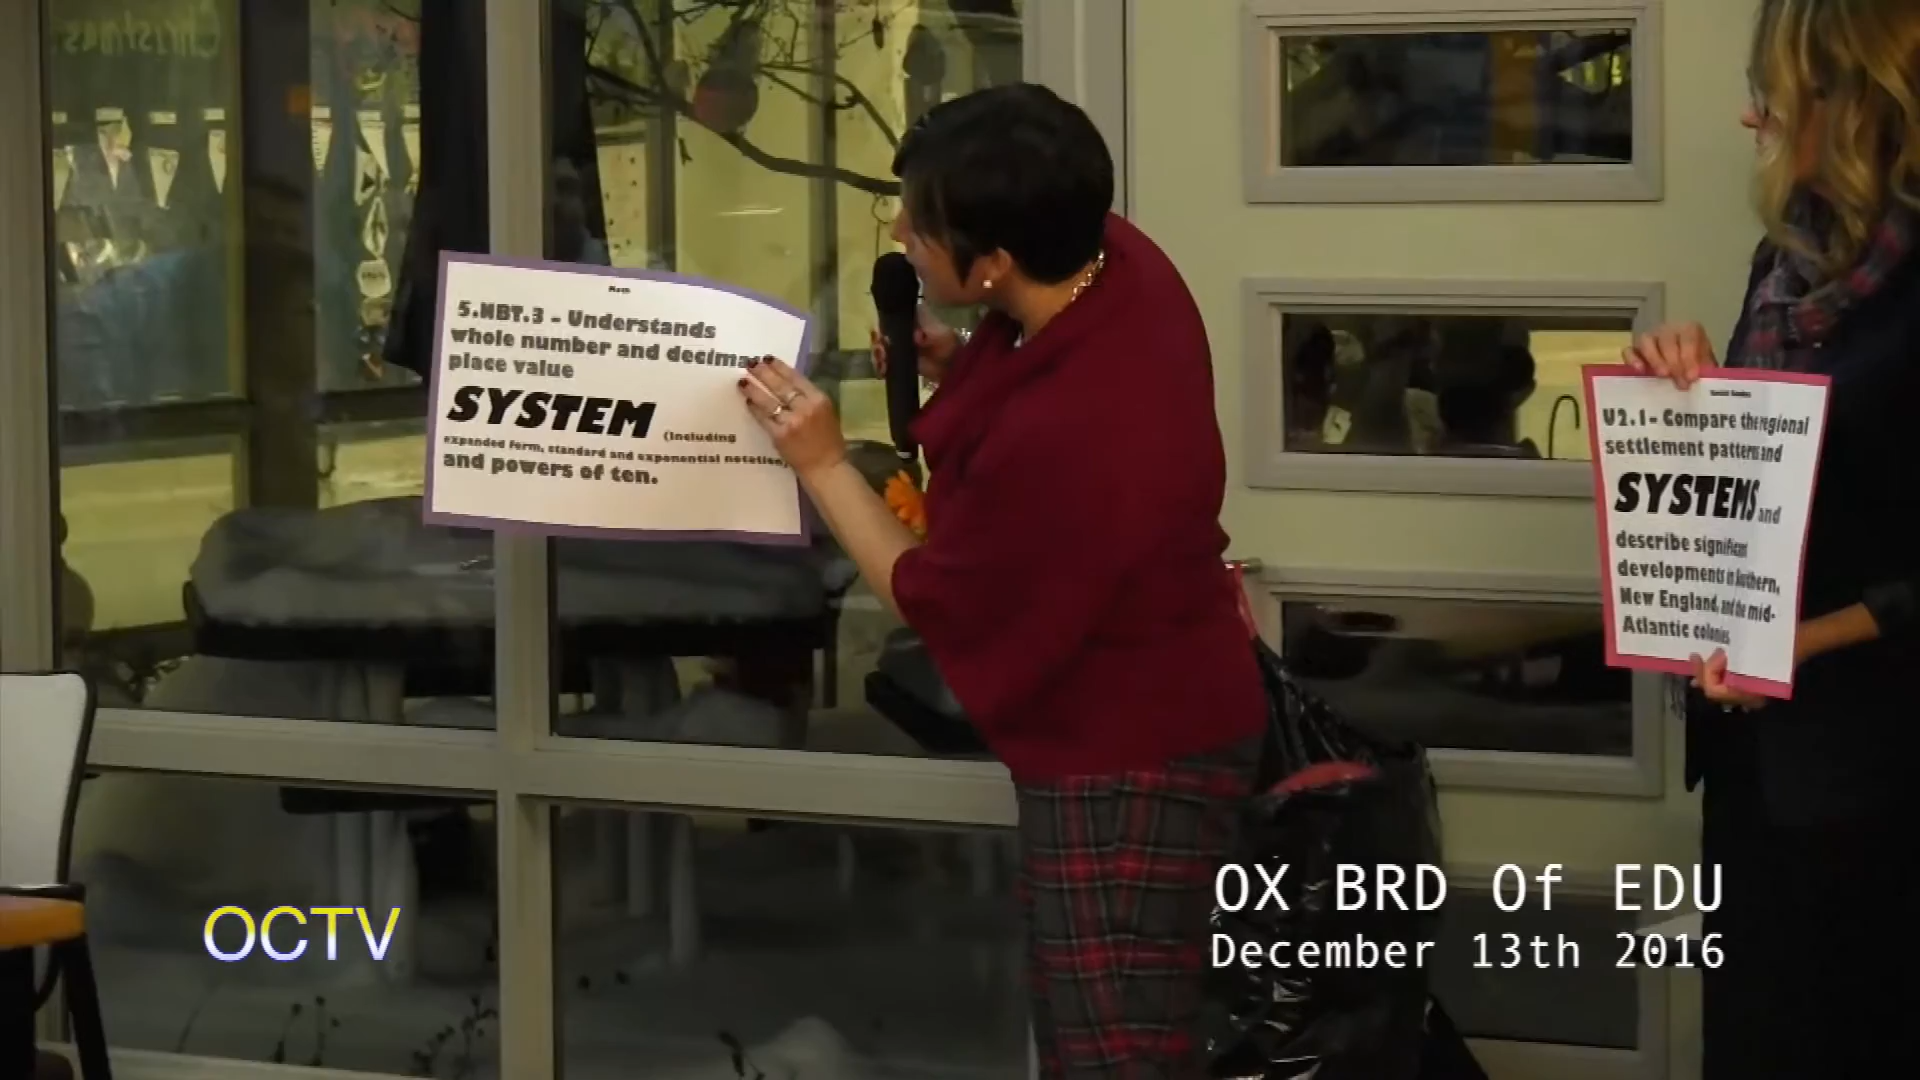 Christmas
Math
5.NBT.3 - Understands
whole number and decimal
place value
SYSTEM (Including
expanded form, standard and exponential notation)
and powers of ten.
Social Studies
U2.1 - Compare the regional
settlement patterns and
SYSTEMS and
describe significant
developments in Southern,
New England, and the mid-
Atlantic colonies
OCTV
OX BRD Of EDU
December 13th 2016